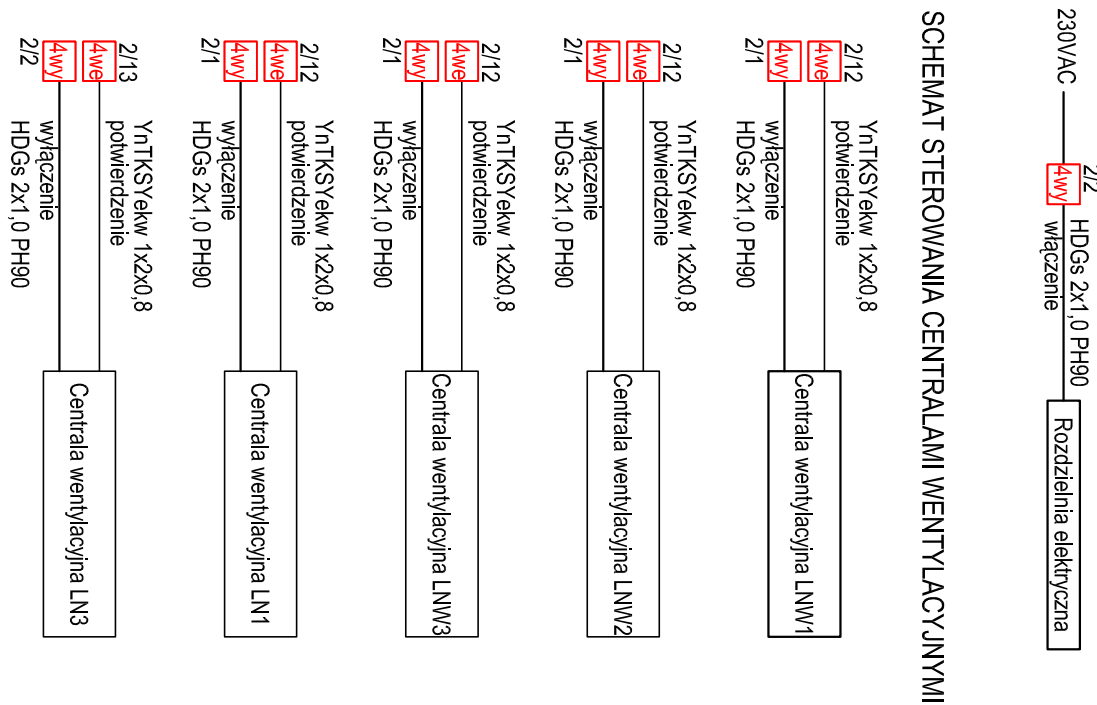 230VAC
2/2
4wy
HDGs 2x1,0 PH90
włączenie
Rozdzielnia elektryczna
SCHEMAT STEROWANIA CENTRALAMI WENTYLACYJNYMI
2/12
4we
4wy
2/1
YnTKSYekw 1x2x0,8
potwierdzenie
wyłączenie
HDGs 2x1,0 PH90
Centrala wentylacyjna LNW1
2/12
4we
4wy
2/1
YnTKSYekw 1x2x0,8
potwierdzenie
wyłączenie
HDGs 2x1,0 PH90
Centrala wentylacyjna LNW2
2/12
4we
4wy
2/1
YnTKSYekw 1x2x0,8
potwierdzenie
wyłączenie
HDGs 2x1,0 PH90
Centrala wentylacyjna LNW3
2/12
4we
4wy
2/1
YnTKSYekw 1x2x0,8
potwierdzenie
wyłączenie
HDGs 2x1,0 PH90
Centrala wentylacyjna LN1
2/13
4we
4wy
2/2
YnTKSYekw 1x2x0,8
potwierdzenie
wyłączenie
HDGs 2x1,0 PH90
Centrala wentylacyjna LN3